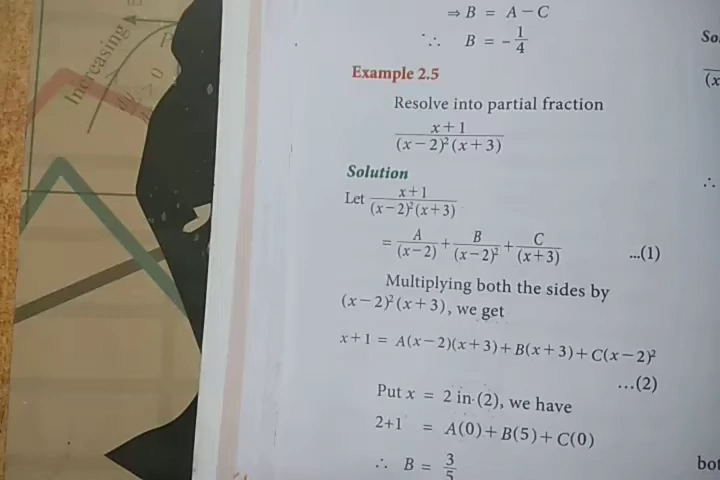 Increasing
> 0
⇒ B = A − C
∴ B = − 1/4
Example 2.5
Resolve into partial fraction
x+1 / (x−2)²(x+3)
Solution
Let x+1 / (x−2)²(x+3)
= A/(x−2) + B/(x−2)² + C/(x+3) ...(1)
Multiplying both the sides by
(x−2)²(x+3), we get
x+1 = A(x−2)(x+3)+B(x+3)+C(x−2)²
...(2)
Put x = 2 in (2), we have
2+1 = A(0)+B(5)+C(0)
∴ B = 3/5
So
(x
∴
bot